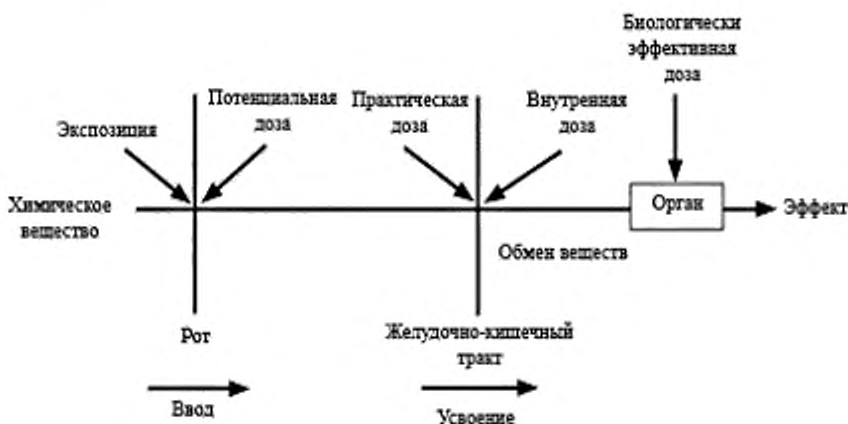 Биологически
эффективная
доза
Потенциальная
доза
Практическая
доза
Внутренняя
доза
Экспозиция
Химическое
вещество
Орган
Эффект
Обмен веществ
Рот
Желудочно-кишечный
тракт
Ввод
Усвоение